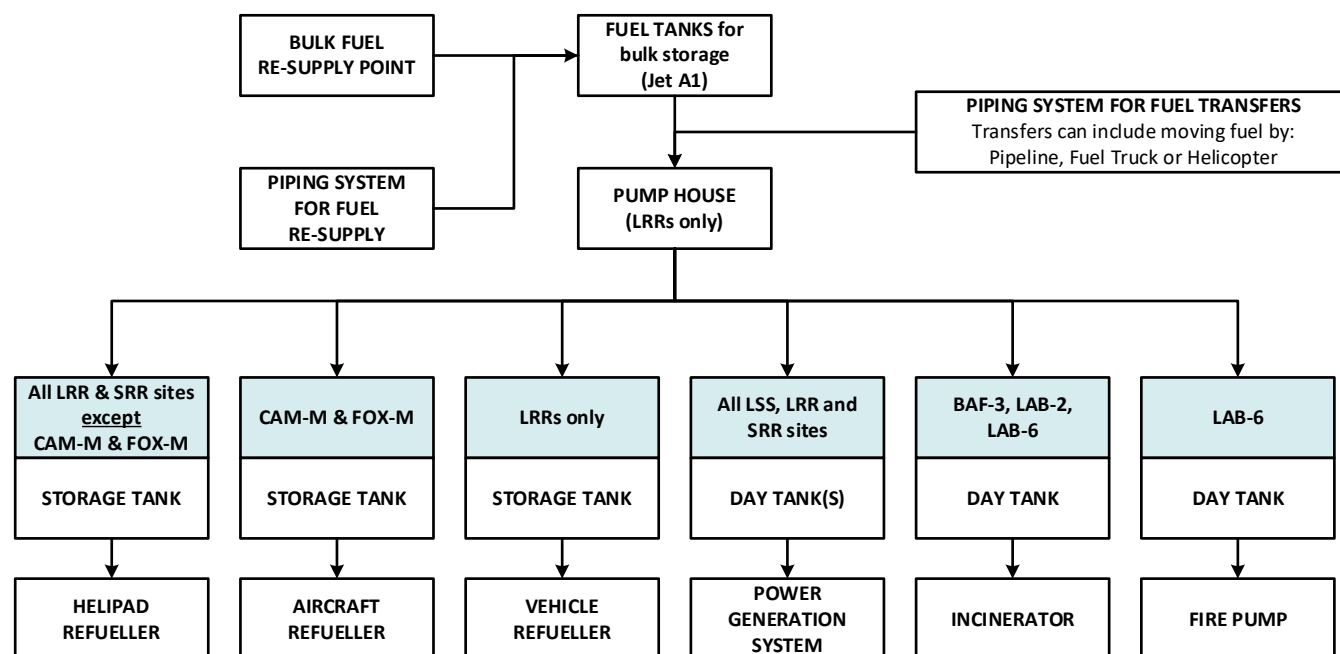 BULK FUEL
RE-SUPPLY POINT
FUEL TANKS for
bulk storage
(Jet A1)
PIPING SYSTEM FOR FUEL TRANSFERS
Transfers can include moving fuel by:
Pipeline, Fuel Truck or Helicopter
PIPING SYSTEM
FOR FUEL
RE-SUPPLY
PUMP HOUSE
(LRRs only)
All LRR & SRR sites
except
CAM-M & FOX-M
STORAGE TANK
HELIPAD
REFUELLER
CAM-M & FOX-M
STORAGE TANK
AIRCRAFT
REFUELLER
LRRs only
STORAGE TANK
VEHICLE
REFUELLER
All LSS, LRR and
SRR sites
DAY TANK(S)
POWER
GENERATION
SYSTEM
BAF-3, LAB-2,
LAB-6
DAY TANK
INCINERATOR
LAB-6
DAY TANK
FIRE PUMP